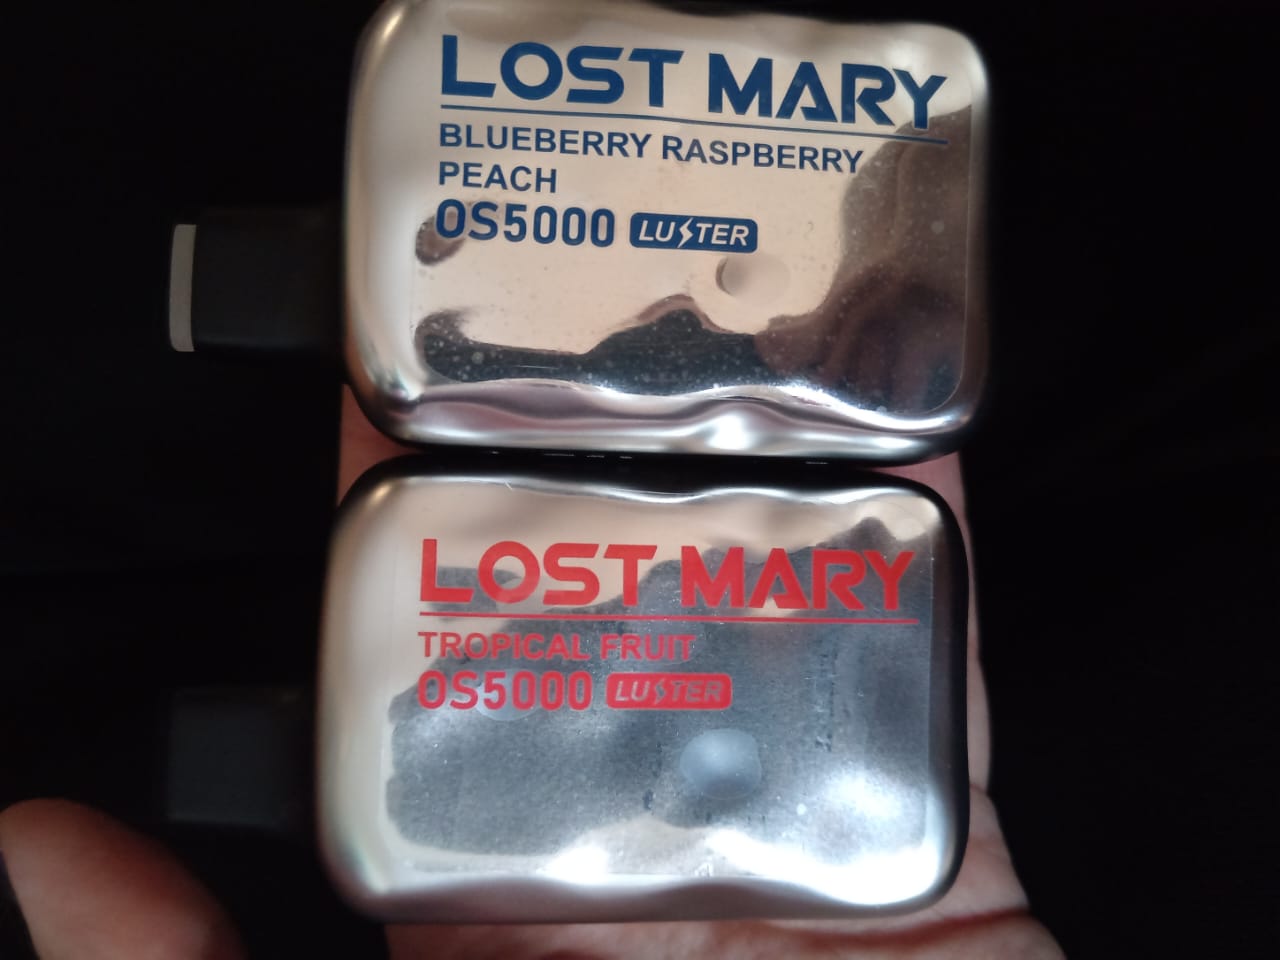 LOST MARY
BLUEBERRY RASPBERRY
PEACH
OS5000 LUSTER
LOST MARY
TROPICAL FRUIT
OS5000 LUSTER